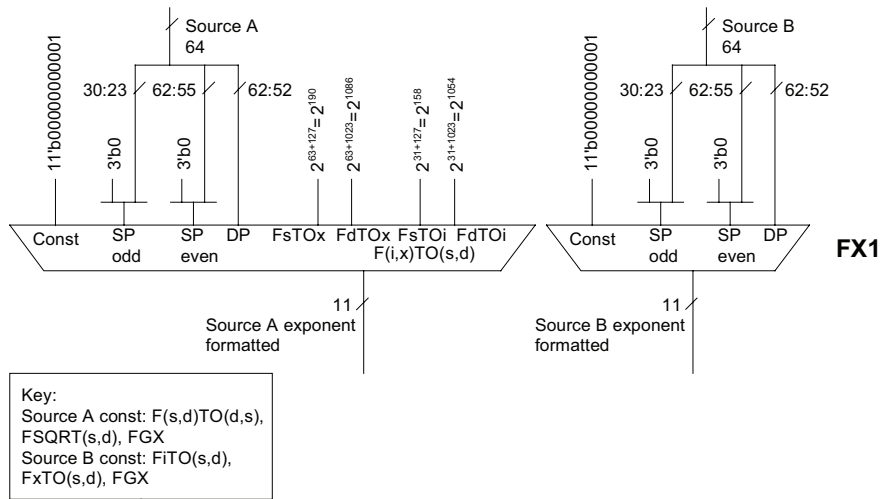 Source A
64
11'b00000000001
30:23
62:55
62:52
3'b0
3'b0
2^63+127 = 2^190
2^63+1023 = 2^1086
2^31+127 = 2^158
2^31+1023 = 2^1054
Const
SP odd
SP even
DP
FsTOx
FdTOx
FsTOi
FdTOi
F(i,x)TO(s,d)
11
Source A exponent
formatted
Source B
64
11'b00000000001
30:23
62:55
62:52
3'b0
3'b0
Const
SP odd
SP even
DP
FX1
11
Source B exponent
formatted
Key:
Source A const: F(s,d)TO(d,s),
FSQRT(s,d), FGX
Source B const: FiTO(s,d),
FxTO(s,d), FGX